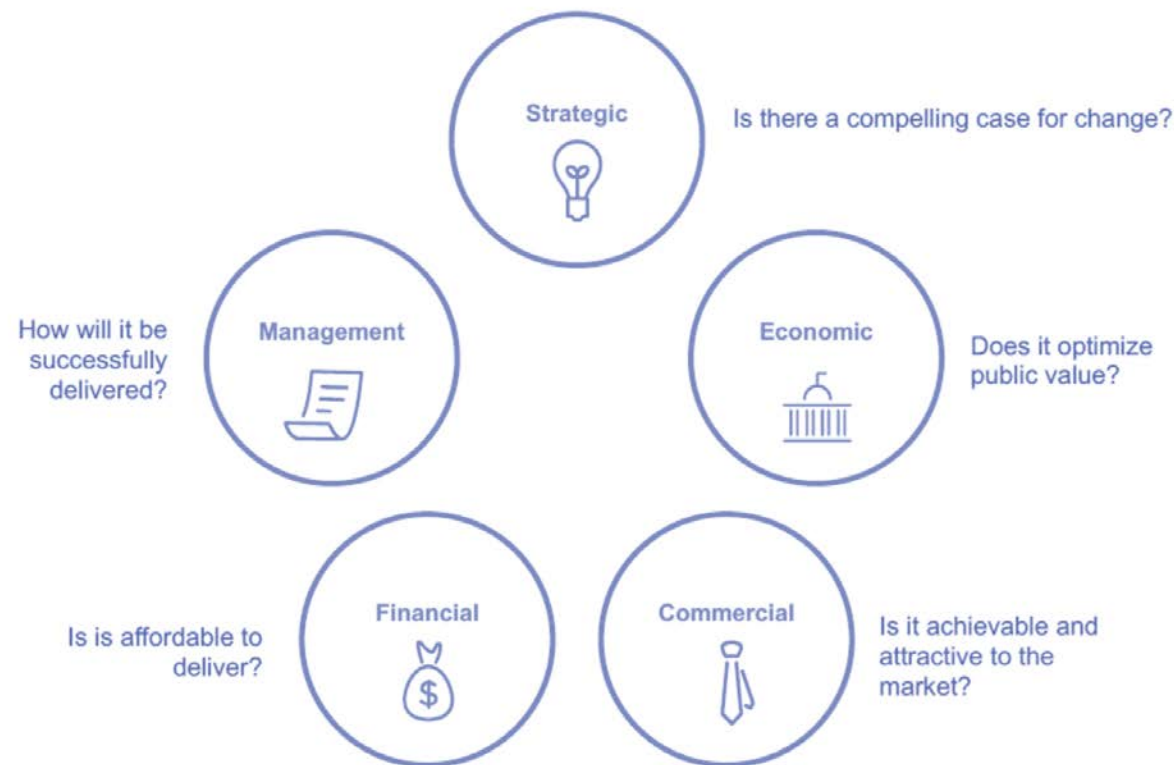 Strategic
Is there a compelling case for change?
Management
How will it be
successfully
delivered?
Economic
Does it optimize
public value?
Financial
$
Is is affordable to
deliver?
Commercial
Is it achievable and
attractive to the
market?